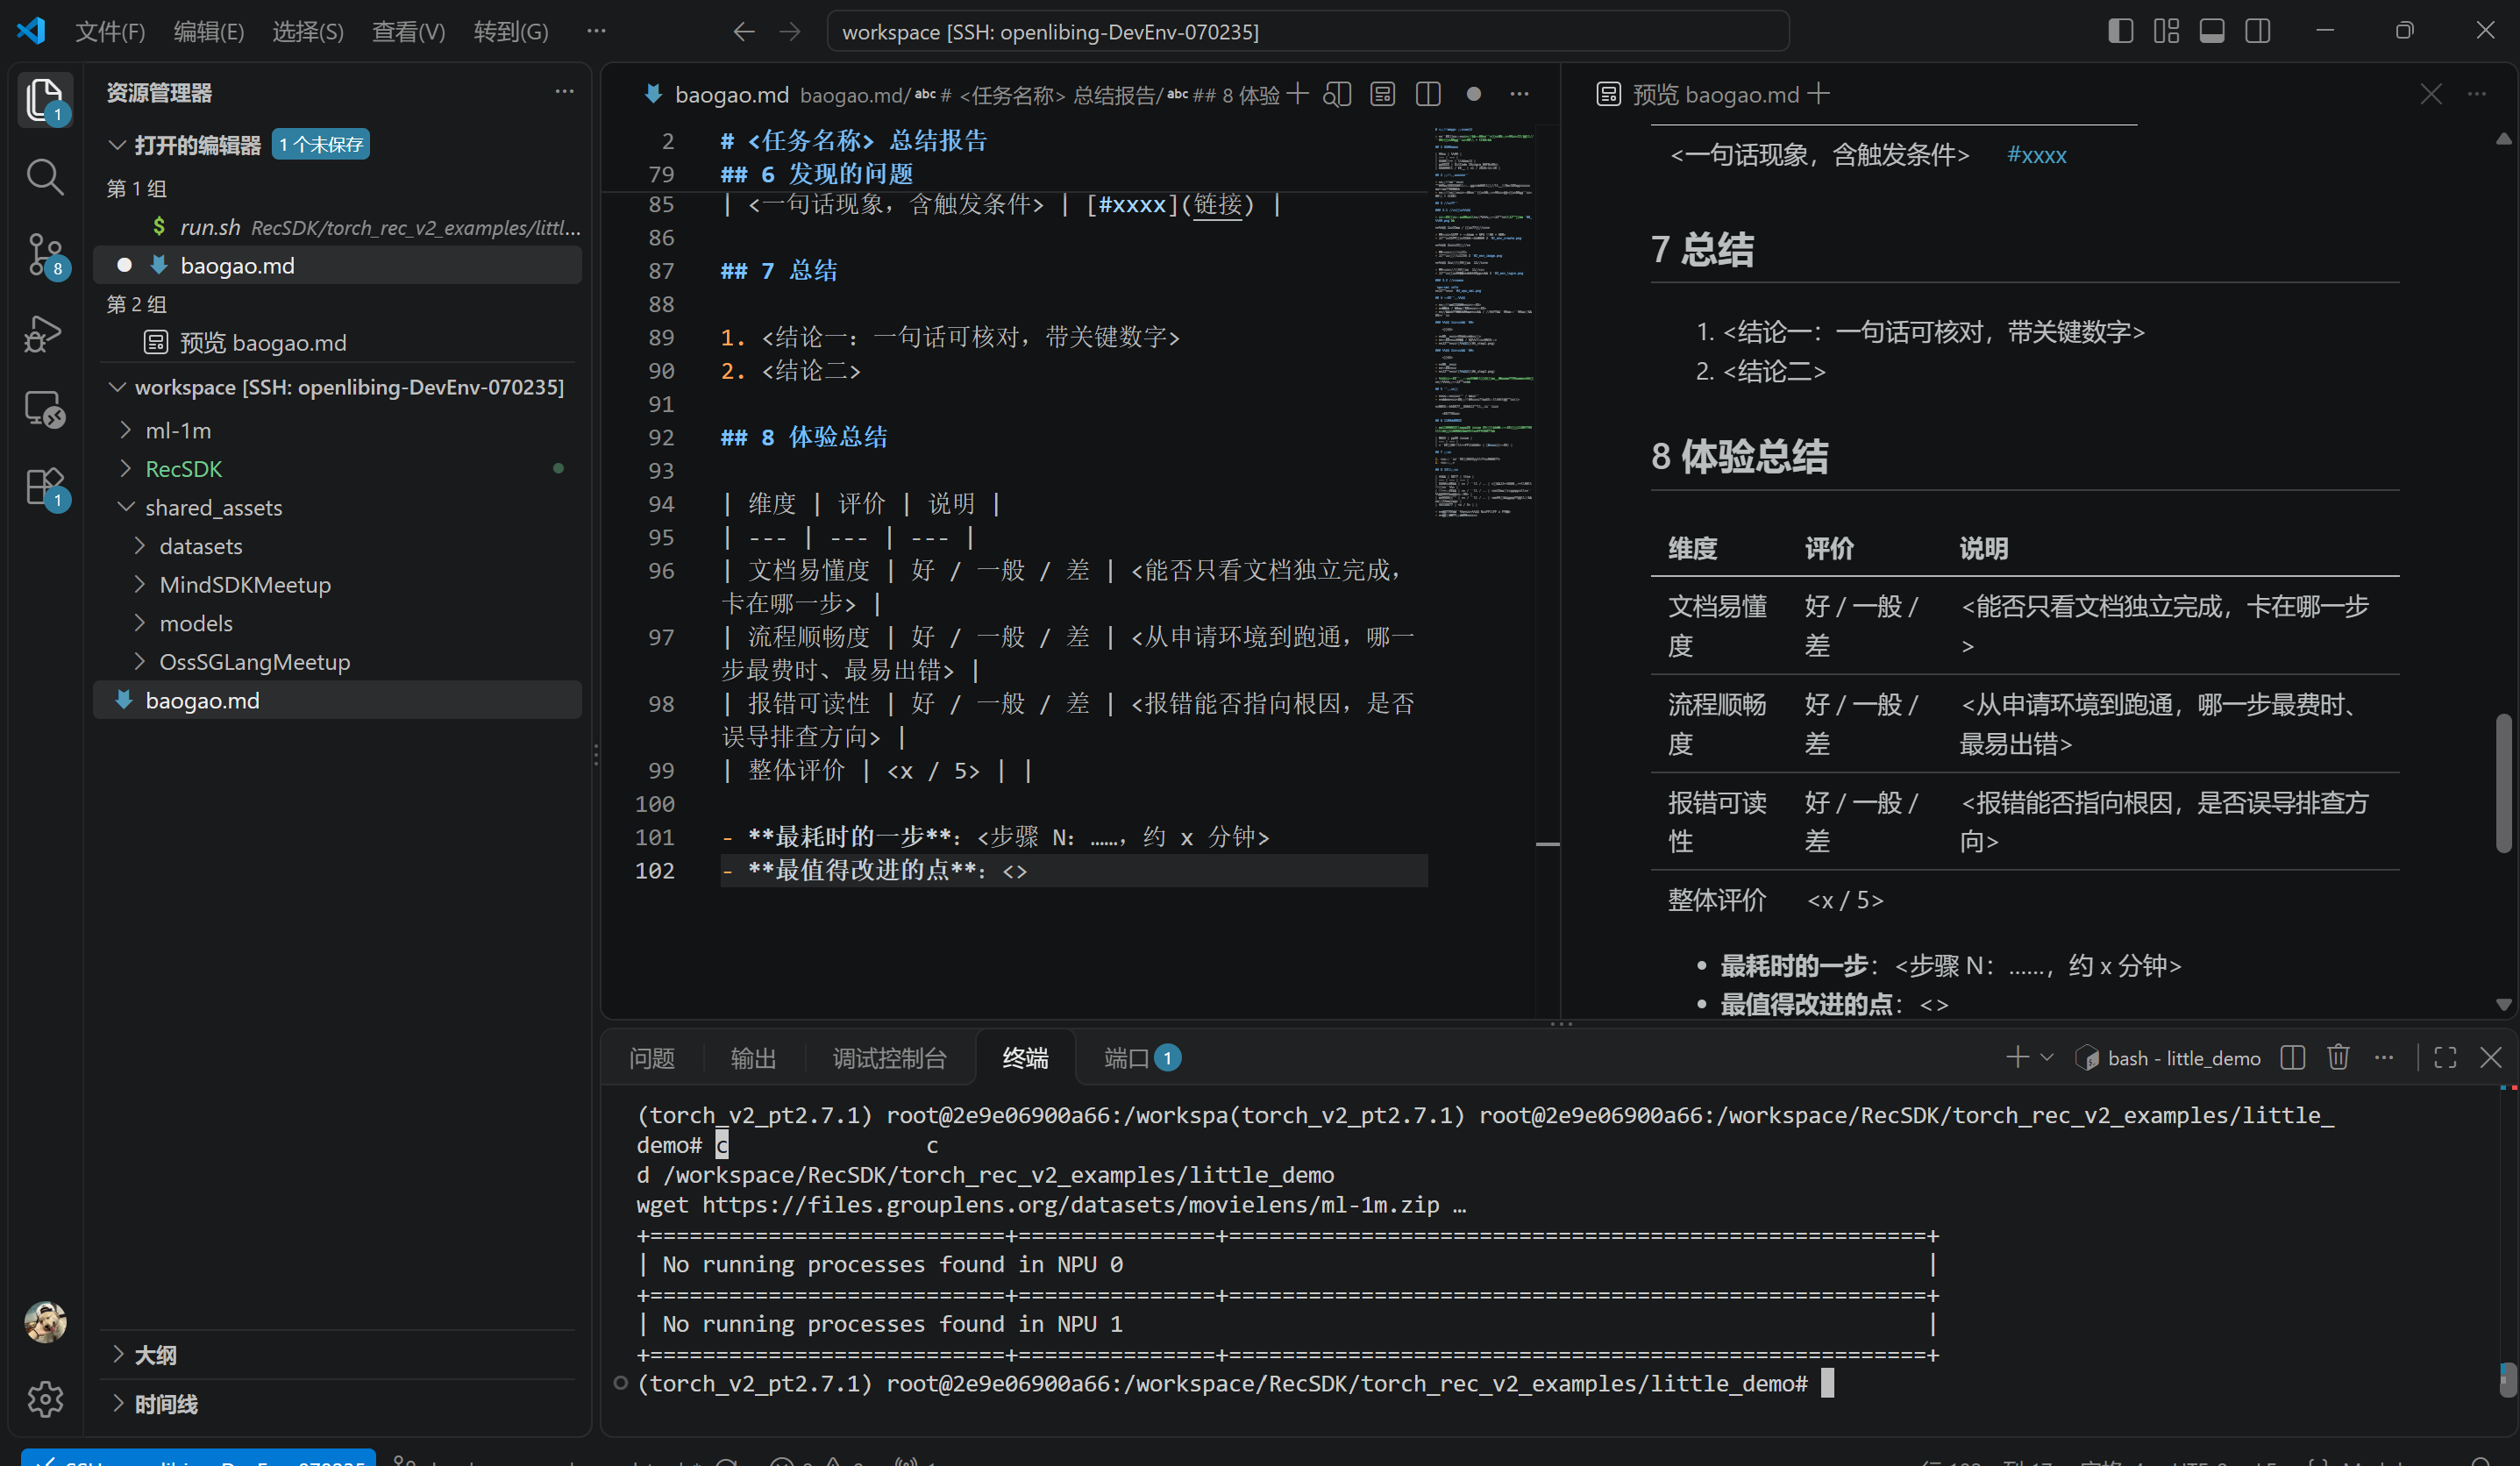 文件(F) 编辑(E) 选择(S) 查看(V) 转到(G) ···
workspace [SSH: openlibing-DevEnv-070235]
资源管理器
打开的编辑器 1 个未保存
第 1 组
$ run.sh RecSDK/torch_rec_v2_examples/littl...
baogao.md
第 2 组
预览 baogao.md
workspace [SSH: openlibing-DevEnv-070235]
ml-1m
RecSDK
shared_assets
datasets
MindSDKMeetup
models
OssSGLangMeetup
baogao.md
大纲
时间线
1
8
1
baogao.md baogao.md/ abc # <任务名称> 总结报告/ abc ## 8 体验
2 # <任务名称> 总结报告
79 ## 6 发现的问题
85 | <一句话现象，含触发条件> | [#xxxx](链接) |
86
87 ## 7 总结
88
89 1. <结论一：一句话可核对，带关键数字>
90 2. <结论二>
91
92 ## 8 体验总结
93
94 | 维度 | 评价 | 说明 |
95 | --- | --- | --- |
96 | 文档易懂度 | 好 / 一般 / 差 | <能否只看文档独立完成，
卡在哪一步> |
97 | 流程顺畅度 | 好 / 一般 / 差 | <从申请环境到跑通，哪一
步最费时、最易出错> |
98 | 报错可读性 | 好 / 一般 / 差 | <报错能否指向根因，是否
误导排查方向> |
99 | 整体评价 | <x / 5> | |
100
101 - **最耗时的一步**：<步骤 N：……，约 x 分钟>
102 - **最值得改进的点**：<>
预览 baogao.md
<一句话现象，含触发条件> #xxxx
7 总结
1. <结论一：一句话可核对，带关键数字>
2. <结论二>
8 体验总结
维度 评价 说明
文档易懂度 好 / 一般 / 差 <能否只看文档独立完成，卡在哪一步>
流程顺畅度 好 / 一般 / 差 <从申请环境到跑通，哪一步最费时、最易出错>
报错可读性 好 / 一般 / 差 <报错能否指向根因，是否误导排查方向>
整体评价 <x / 5>
• 最耗时的一步：<步骤 N：……，约 x 分钟>
• 最值得改进的点：<>
问题 输出 调试控制台 终端 端口 1
bash - little_demo
(torch_v2_pt2.7.1) root@2e9e06900a66:/workspa(torch_v2_pt2.7.1) root@2e9e06900a66:/workspace/RecSDK/torch_rec_v2_examples/little_
demo# c c
d /workspace/RecSDK/torch_rec_v2_examples/little_demo
wget https://files.grouplens.org/datasets/movielens/ml-1m.zip …
+===========================+===============+======================================================+
| No running processes found in NPU 0 |
+===========================+===============+======================================================+
| No running processes found in NPU 1 |
+===========================+===============+======================================================+
(torch_v2_pt2.7.1) root@2e9e06900a66:/workspace/RecSDK/torch_rec_v2_examples/little_demo#